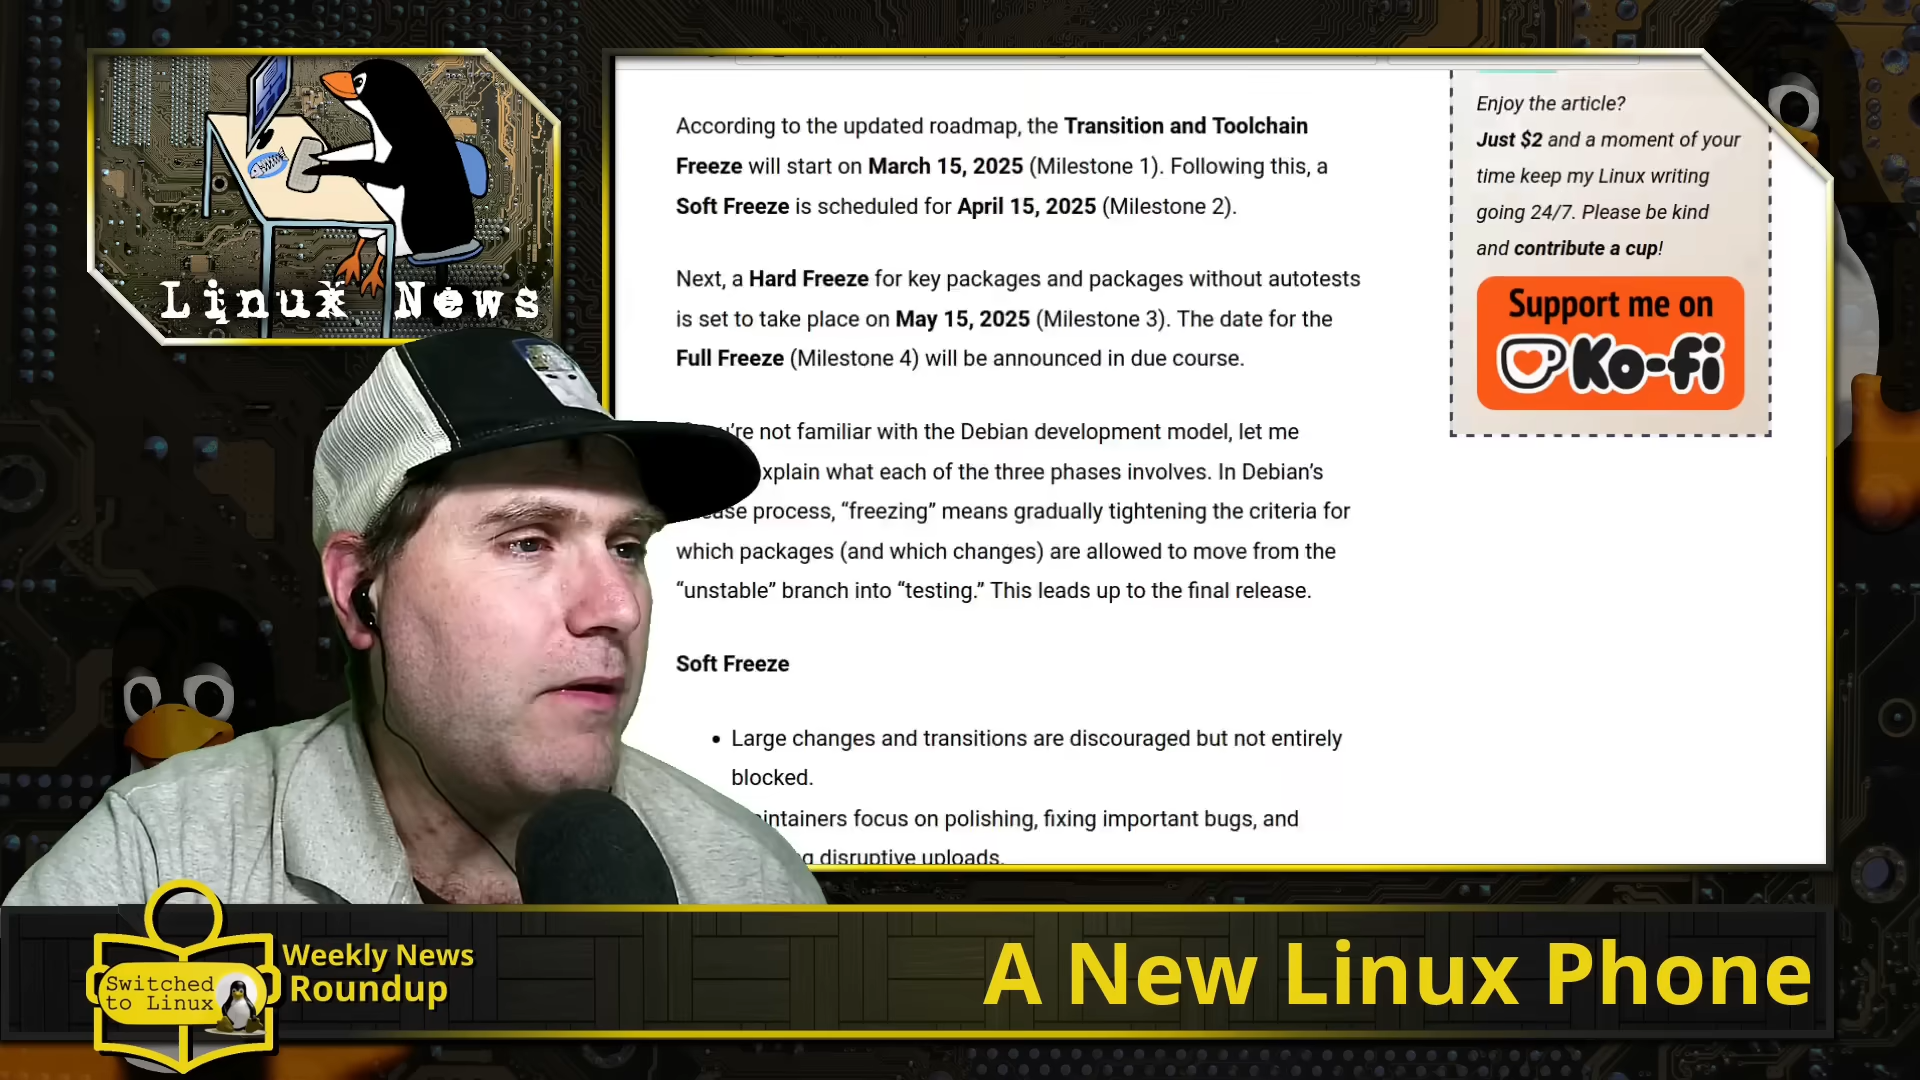 Linux News
According to the updated roadmap, the Transition and Toolchain
Freeze will start on March 15, 2025 (Milestone 1). Following this, a
Soft Freeze is scheduled for April 15, 2025 (Milestone 2).
Next, a Hard Freeze for key packages and packages without autotests
is set to take place on May 15, 2025 (Milestone 3). The date for the
Full Freeze (Milestone 4) will be announced in due course.
're not familiar with the Debian development model, let me
xplain what each of the three phases involves. In Debian's
process, “freezing” means gradually tightening the criteria for
which packages (and which changes) are allowed to move from the
“unstable” branch into “testing.” This leads up to the final release.
Soft Freeze
• Large changes and transitions are discouraged but not entirely
blocked.
intainers focus on polishing, fixing important bugs, and
disruptive uploads.
Enjoy the article?
Just $2 and a moment of your
time keep my Linux writing
going 24/7. Please be kind
and contribute a cup!
Support me on
Ko-fi
Switched
to Linux
Weekly News
Roundup
A New Linux Phone